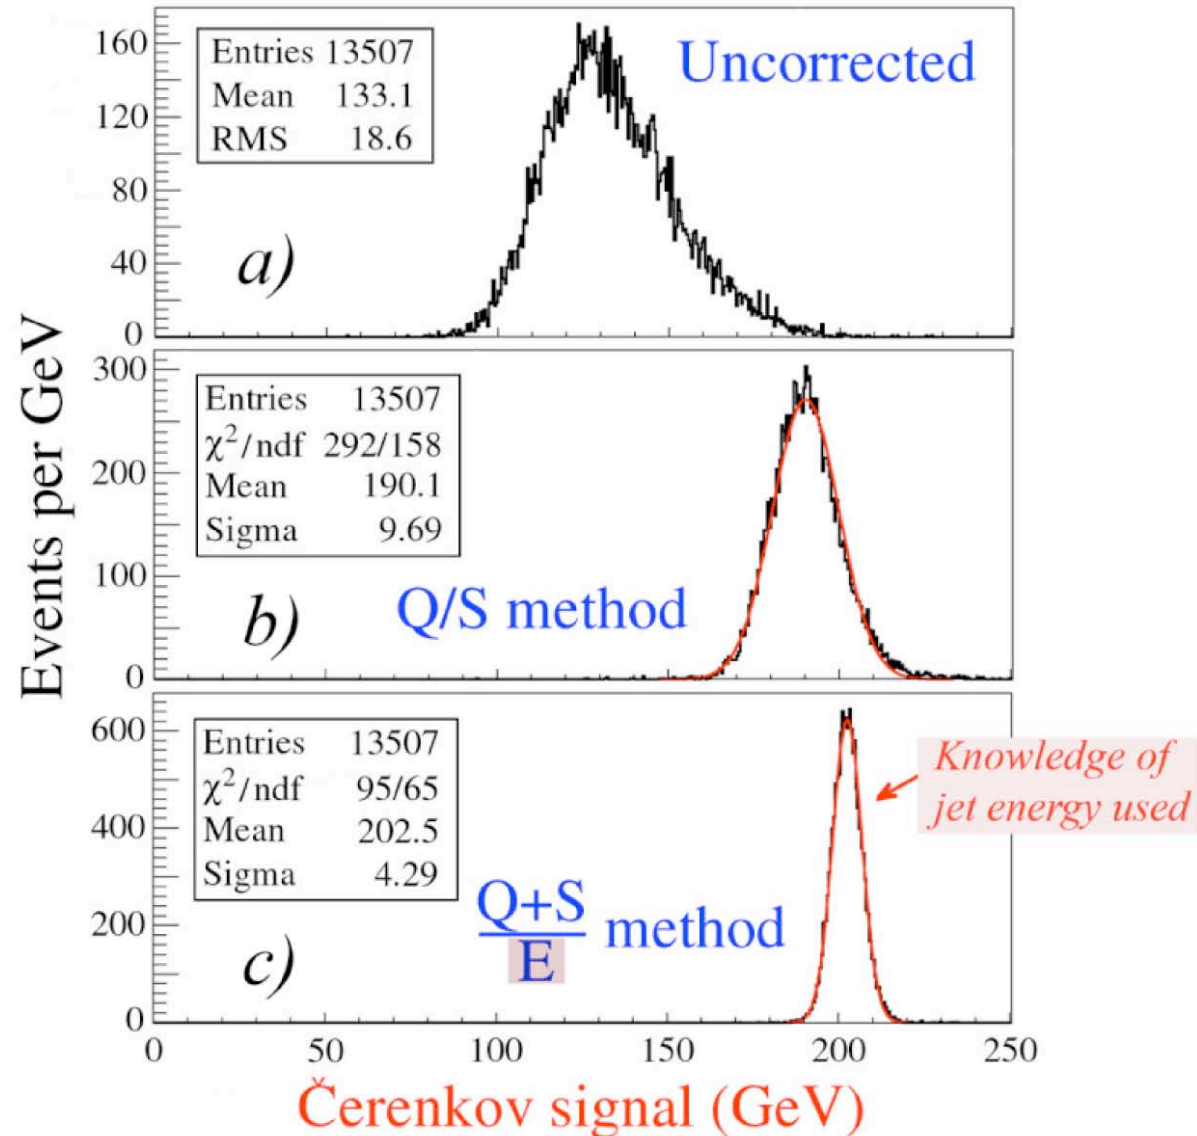 Events per GeV
160
120
80
40
0
Entries 13507
Mean 133.1
RMS 18.6
Uncorrected
a)
300
200
100
0
Entries 13507
χ²/ndf 292/158
Mean 190.1
Sigma 9.69
Q/S method
b)
600
400
200
0
Entries 13507
χ²/ndf 95/65
Mean 202.5
Sigma 4.29
Knowledge of
jet energy used
Q+S
E
method
c)
0 50 100 150 200 250
Čerenkov signal (GeV)